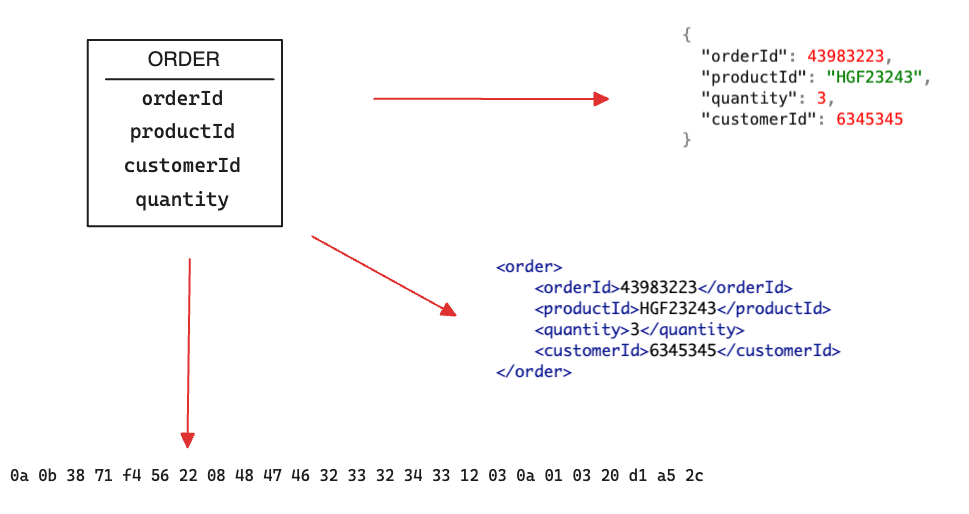 ORDER
orderId
productId
customerId
quantity
{
"orderId": 43983223,
"productId": "HGF23243",
"quantity": 3,
"customerId": 6345345
}
<order>
<orderId>43983223</orderId>
<productId>HGF23243</productId>
<quantity>3</quantity>
<customerId>6345345</customerId>
</order>
0a 0b 38 71 f4 56 22 08 48 47 46 32 33 32 34 33 12 03 0a 01 03 20 d1 a5 2c